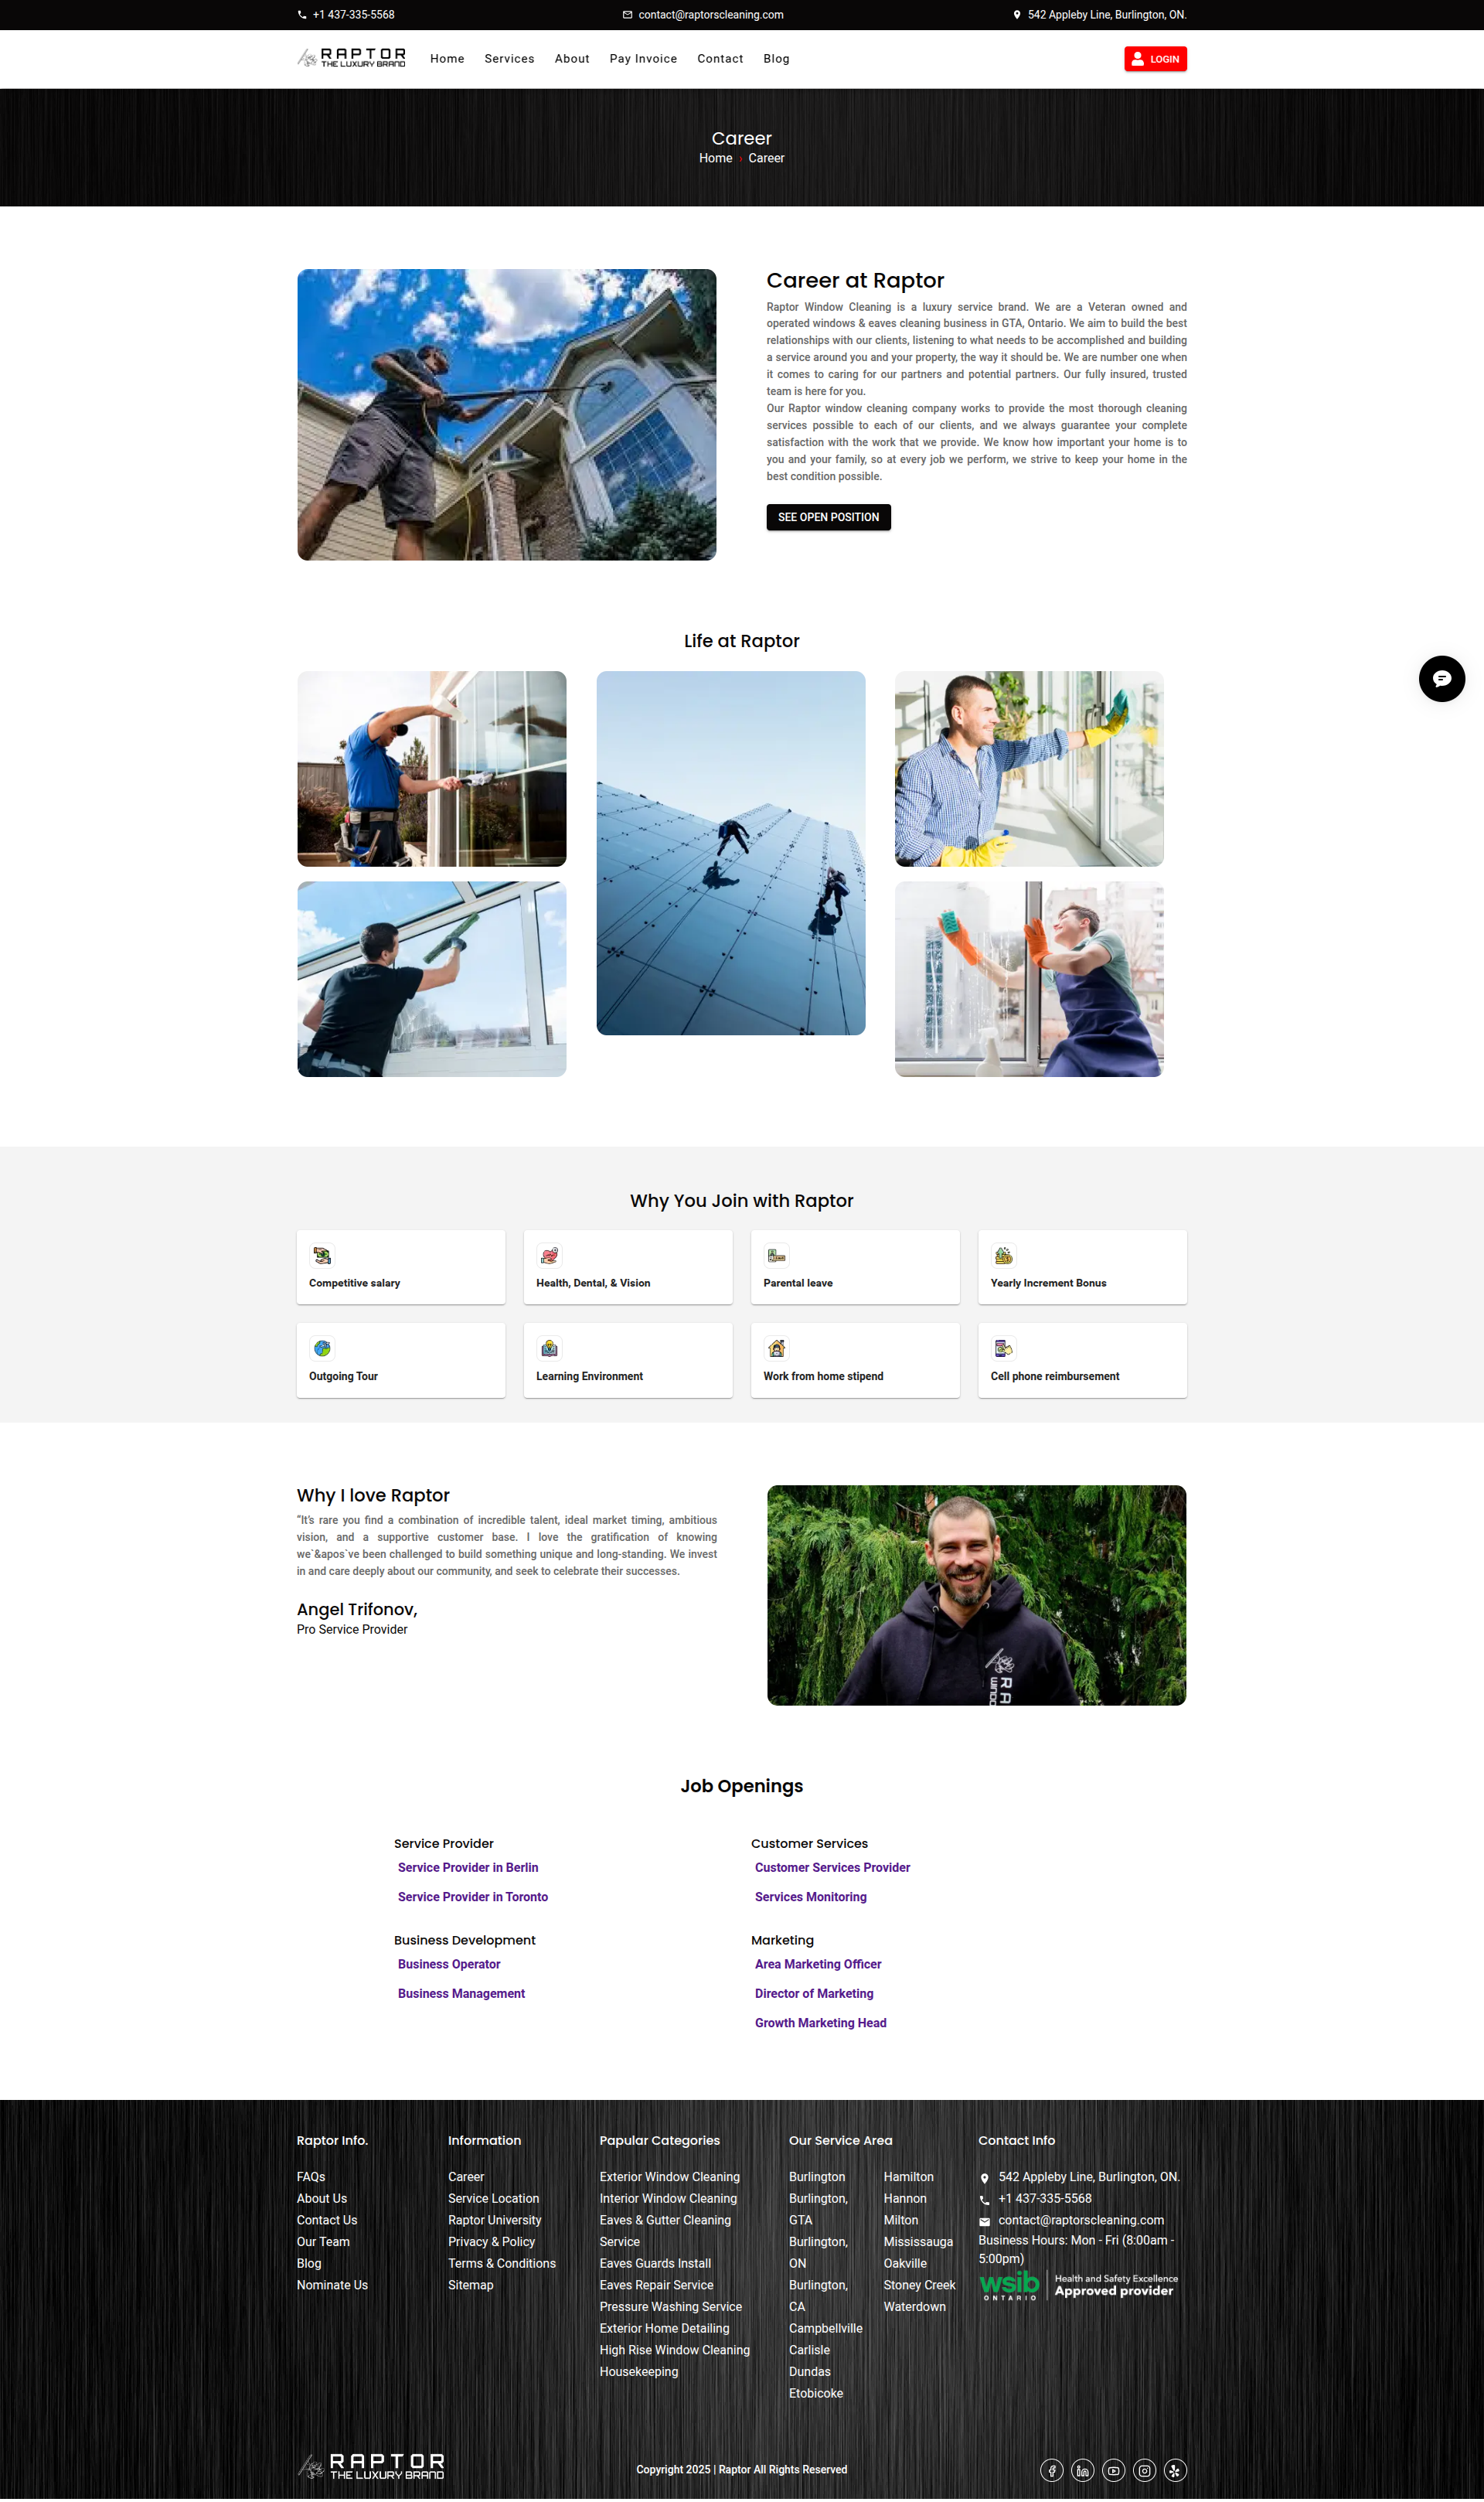 +1 437-335-5568
contact@raptorscleaning.com
542 Appleby Line, Burlington, ON.
RAPTOR
THE LUXURY BRAND
Home
Services
About
Pay Invoice
Contact
Blog
LOGIN
Career
Home › Career
Career at Raptor
Raptor Window Cleaning is a luxury service brand. We are a Veteran owned and
operated windows & eaves cleaning business in GTA, Ontario. We aim to build the best
relationships with our clients, listening to what needs to be accomplished and building
a service around you and your property, the way it should be. We are number one when
it comes to caring for our partners and potential partners. Our fully insured, trusted
team is here for you.
Our Raptor window cleaning company works to provide the most thorough cleaning
services possible to each of our clients, and we always guarantee your complete
satisfaction with the work that we provide. We know how important your home is to
you and your family, so at every job we perform, we strive to keep your home in the
best condition possible.
SEE OPEN POSITION
Life at Raptor
Why You Join with Raptor
Competitive salary
Health, Dental, & Vision
Parental leave
Yearly Increment Bonus
Outgoing Tour
Learning Environment
Work from home stipend
Cell phone reimbursement
Why I love Raptor
“It’s rare you find a combination of incredible talent, ideal market timing, ambitious
vision, and a supportive customer base. I love the gratification of knowing
we`&apos`ve been challenged to build something unique and long-standing. We invest
in and care deeply about our community, and seek to celebrate their successes.
Angel Trifonov,
Pro Service Provider
RA
WINDO
Job Openings
Service Provider
Service Provider in Berlin
Service Provider in Toronto
Customer Services
Customer Services Provider
Services Monitoring
Business Development
Business Operator
Business Management
Marketing
Area Marketing Officer
Director of Marketing
Growth Marketing Head
Raptor Info.
FAQs
About Us
Contact Us
Our Team
Blog
Nominate Us
Information
Career
Service Location
Raptor University
Privacy & Policy
Terms & Conditions
Sitemap
Papular Categories
Exterior Window Cleaning
Interior Window Cleaning
Eaves & Gutter Cleaning
Service
Eaves Guards Install
Eaves Repair Service
Pressure Washing Service
Exterior Home Detailing
High Rise Window Cleaning
Housekeeping
Our Service Area
Burlington
Burlington,
GTA
Burlington,
ON
Burlington,
CA
Campbellville
Carlisle
Dundas
Etobicoke
Hamilton
Hannon
Milton
Mississauga
Oakville
Stoney Creek
Waterdown
Contact Info
542 Appleby Line, Burlington, ON.
+1 437-335-5568
contact@raptorscleaning.com
Business Hours: Mon - Fri (8:00am -
5:00pm)
wsib
ONTARIO
Health and Safety Excellence
Approved provider
RAPTOR
THE LUXURY BRAND
Copyright 2025 | Raptor All Rights Reserved